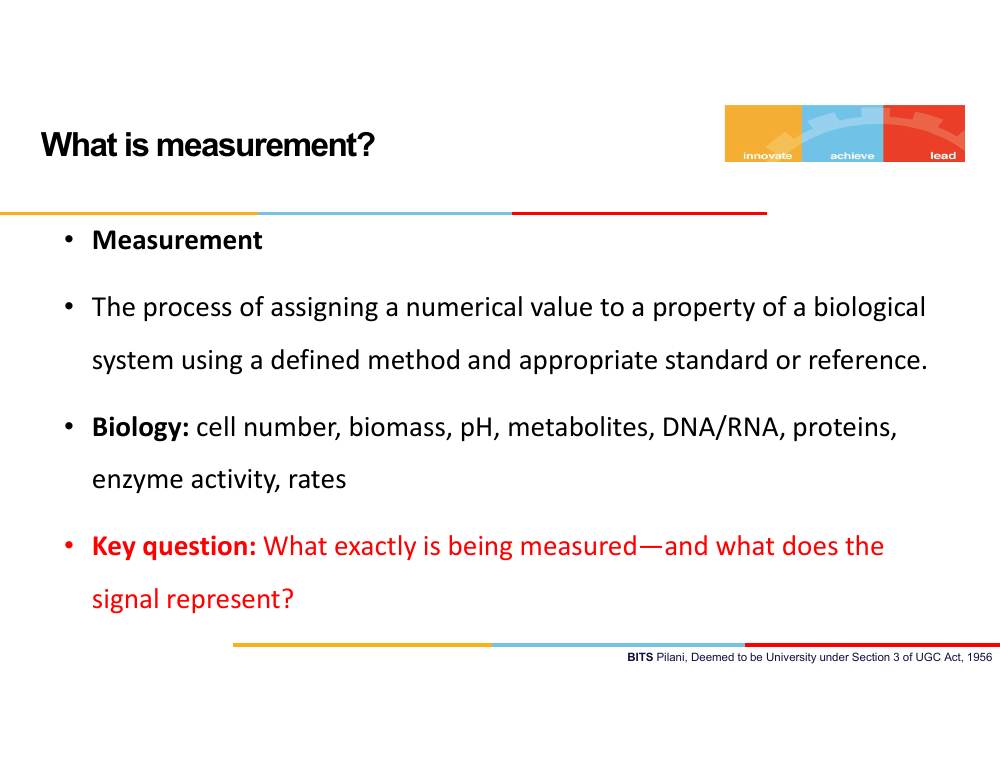 What is measurement?
innovate achieve lead
• Measurement
• The process of assigning a numerical value to a property of a biological
system using a defined method and appropriate standard or reference.
• Biology: cell number, biomass, pH, metabolites, DNA/RNA, proteins,
enzyme activity, rates
• Key question: What exactly is being measured—and what does the
signal represent?
BITS Pilani, Deemed to be University under Section 3 of UGC Act, 1956